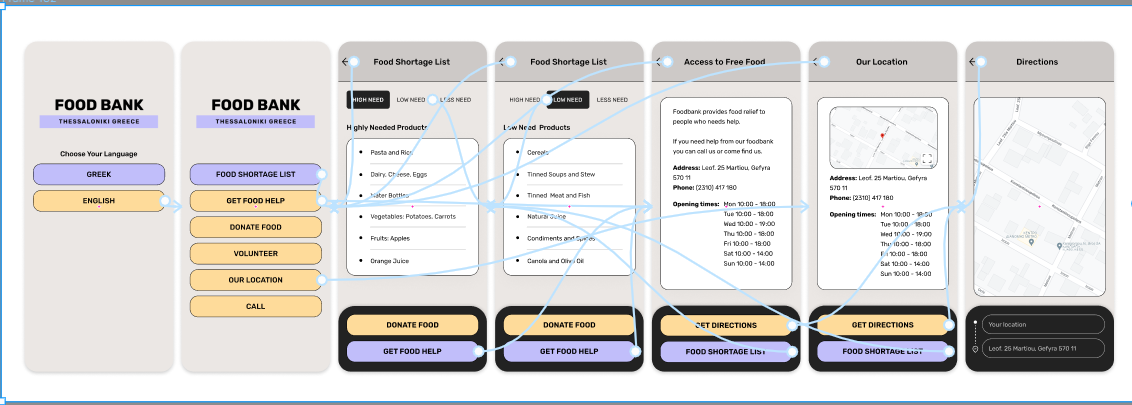 FOOD BANK
THESSALONIKI GREECE
Choose Your Language
GREEK
ENGLISH
FOOD BANK
THESSALONIKI GREECE
FOOD SHORTAGE LIST
GET FOOD HELP
DONATE FOOD
VOLUNTEER
OUR LOCATION
CALL
Food Shortage List
HIGH NEED
LOW NEED
LESS NEED
Highly Needed Products
Pasta and Rice
Dairy, Cheese, Eggs
Water Bottles
Vegetables: Potatoes, Carrots
Fruits: Apples
Orange Juice
DONATE FOOD
GET FOOD HELP
Food Shortage List
HIGH NEED
LOW NEED
LESS NEED
Low Need Products
Cereals
Tinned Soups and Stew
Tinned Meat and Fish
Natural Juice
Condiments and Spices
Canola and Olive Oil
DONATE FOOD
GET FOOD HELP
Access to Free Food
Foodbank provides food relief to
people who needs help.
If you need help from our foodbank
you can call us or come find us.
Address: Leof. 25 Martiou, Gefyra
570 11
Phone: (2310) 417 180
Opening times: Mon 10:00 - 18:00
Tue 10:00 - 18:00
Wed 10:00 - 19:00
Thu 10:00 - 18:00
Fri 10:00 - 18:00
Sat 10:00 - 14:00
Sun 10:00 - 14:00
GET DIRECTIONS
FOOD SHORTAGE LIST
Our Location
Address: Leof. 25 Martiou, Gefyra
570 11
Phone: (2310) 417 180
Opening times: Mon 10:00 - 18:00
Tue 10:00 - 18:00
Wed 10:00 - 19:00
Thu 10:00 - 18:00
Fri 10:00 - 18:00
Sat 10:00 - 14:00
Sun 10:00 - 14:00
GET DIRECTIONS
FOOD SHORTAGE LIST
Directions
Your location
Leof. 25 Martiou, Gefyra 570 11